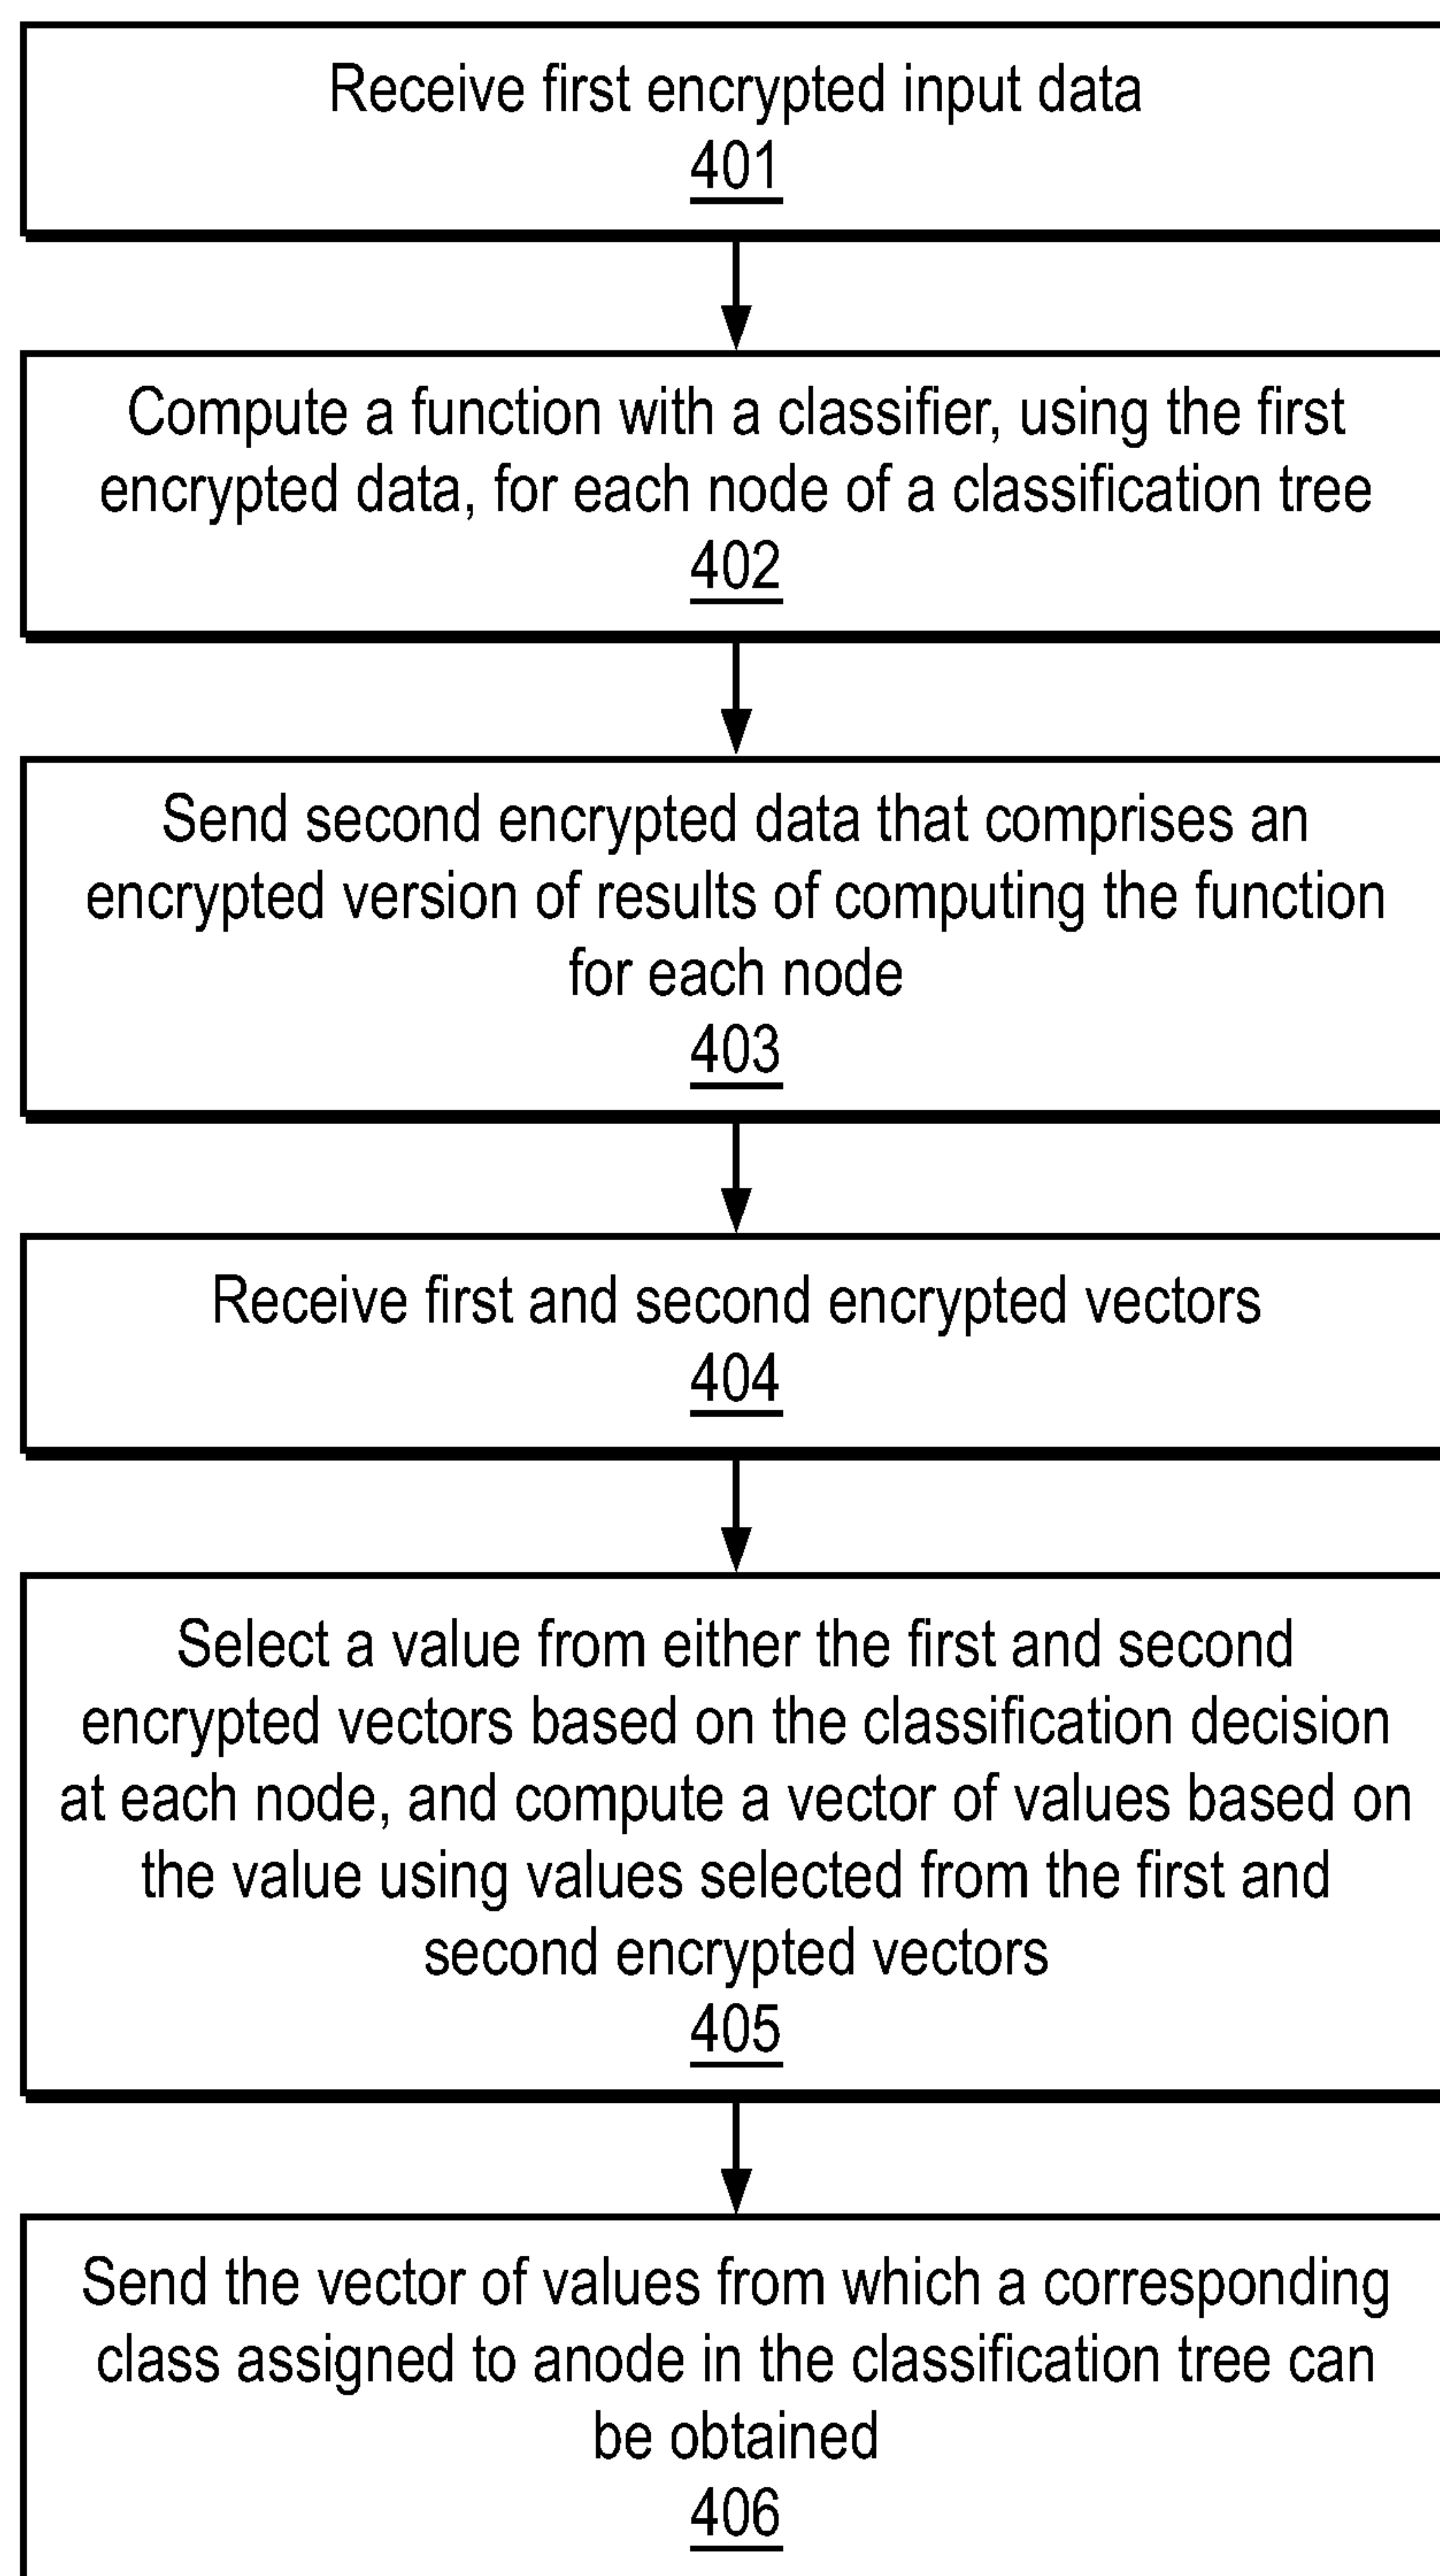 Receive first encrypted input data
401
Compute a function with a classifier, using the first
encrypted data, for each node of a classification tree
402
Send second encrypted data that comprises an
encrypted version of results of computing the function
for each node
403
Receive first and second encrypted vectors
404
Select a value from either the first and second
encrypted vectors based on the classification decision
at each node, and compute a vector of values based on
the value using values selected from the first and
second encrypted vectors
405
Send the vector of values from which a corresponding
class assigned to anode in the classification tree can
be obtained
406